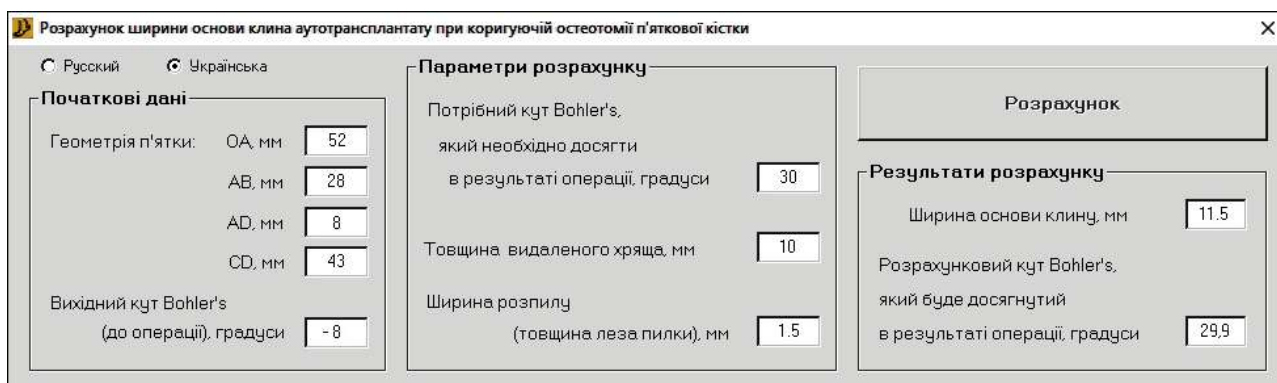 Розрахунок ширини основи клина аутотрансплантату при коригуючій остеотомії п'яткової кістки
Русский Українська
Початкові дані
Геометрія п'ятки: OA, мм 52
AB, мм 28
AD, мм 8
CD, мм 43
Вихідний кут Bohler's
(до операції), градуси -8
Параметри розрахунку
Потрібний кут Bohler's,
який необхідно досягти
в результаті операції, градуси 30
Товщина видаленого хряща, мм 10
Ширина розпилу
(товщина леза пилки), мм 1.5
Розрахунок
Результати розрахунку
Ширина основи клину, мм 11.5
Розрахунковий кут Bohler's,
який буде досягнутий
в результаті операції, градуси 29,9